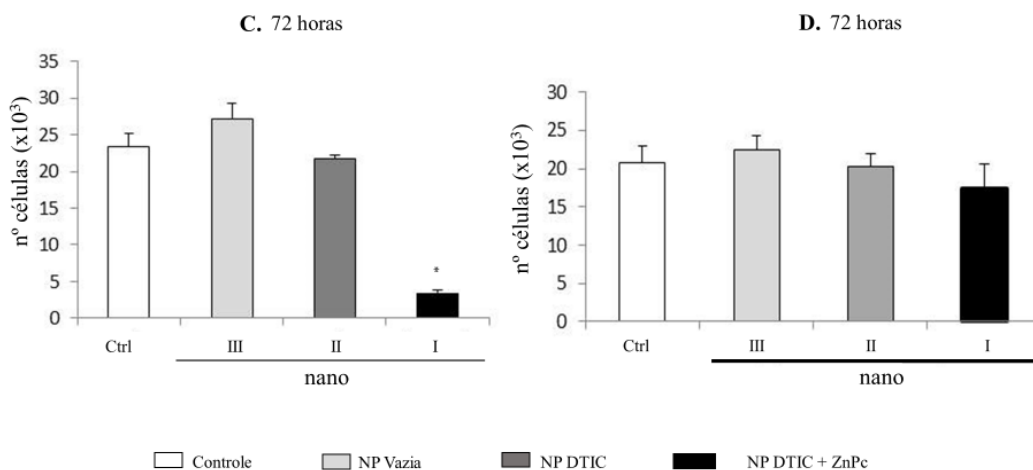 C. 72 horas
nº células (x10³)
35
30
25
20
15
10
5
0
*
Ctrl III II I
nano
D. 72 horas
nº células (x10³)
30
25
20
15
10
5
0
Ctrl III II I
nano
Controle NP Vazia NP DTIC NP DTIC + ZnPc